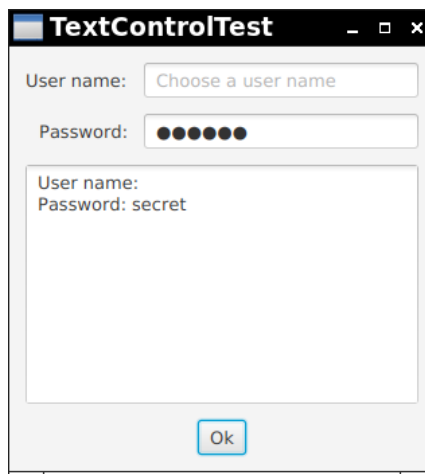 TextControlTest
User name: Choose a user name
Password: ●●●●●●
User name:
Password: secret
Ok